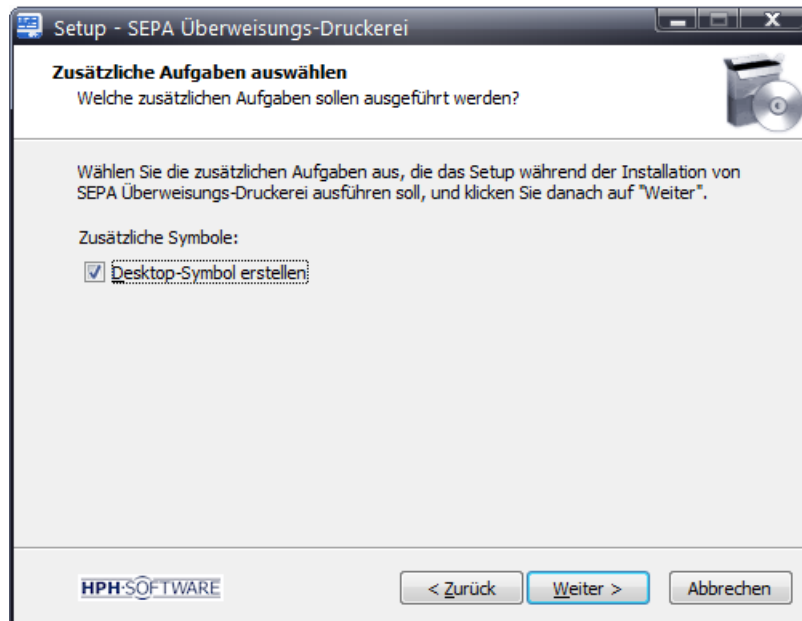 Setup - SEPA Überweisungs-Druckerei
Zusätzliche Aufgaben auswählen
Welche zusätzlichen Aufgaben sollen ausgeführt werden?
Wählen Sie die zusätzlichen Aufgaben aus, die das Setup während der Installation von
SEPA Überweisungs-Druckerei ausführen soll, und klicken Sie danach auf "Weiter".
Zusätzliche Symbole:
Desktop-Symbol erstellen
HPH·SOFTWARE
< Zurück
Weiter >
Abbrechen